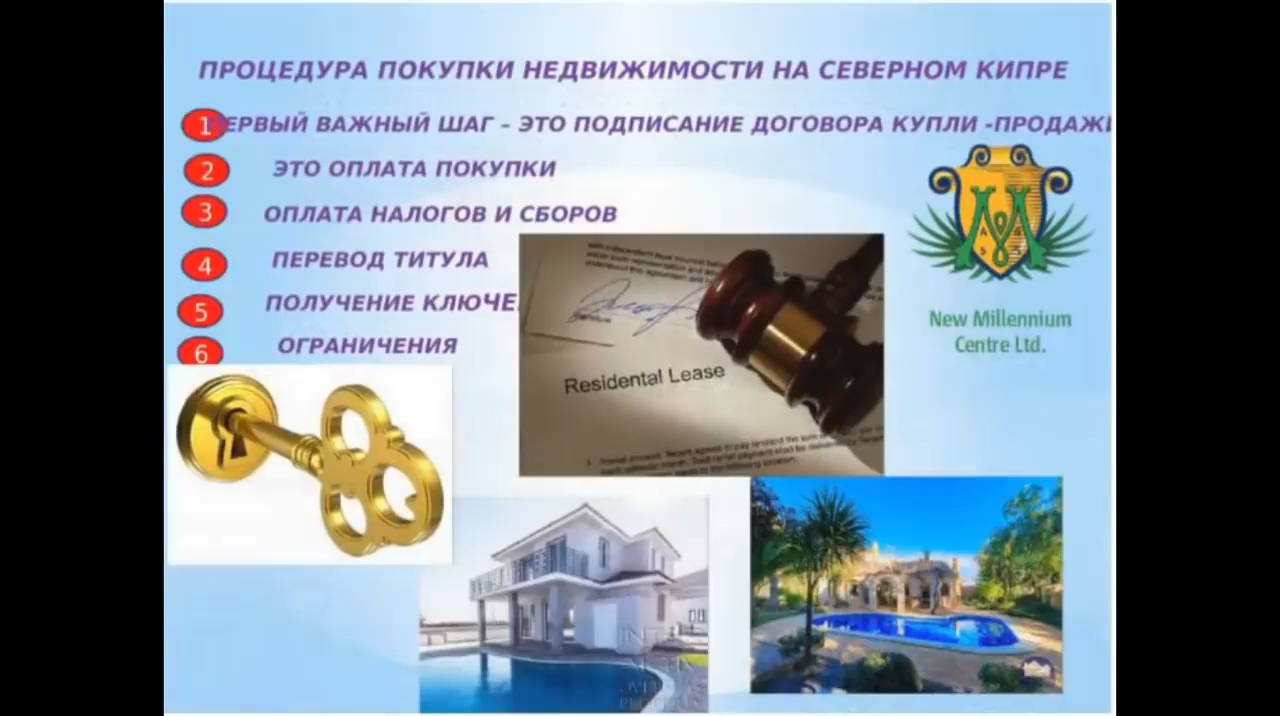 ПРОЦЕДУРА ПОКУПКИ НЕДВИЖИМОСТИ НА СЕВЕРНОМ КИПРЕ
1 ЕРВЫЙ ВАЖНЫЙ ШАГ – ЭТО ПОДПИСАНИЕ ДОГОВОРА КУПЛИ -ПРОДАЖИ
2 ЭТО ОПЛАТА ПОКУПКИ
3 ОПЛАТА НАЛОГОВ И СБОРОВ
4 ПЕРЕВОД ТИТУЛА
5 ПОЛУЧЕНИЕ КЛЮЧЕ
6 ОГРАНИЧЕНИЯ
New Millennium
Centre Ltd.
Residental Lease